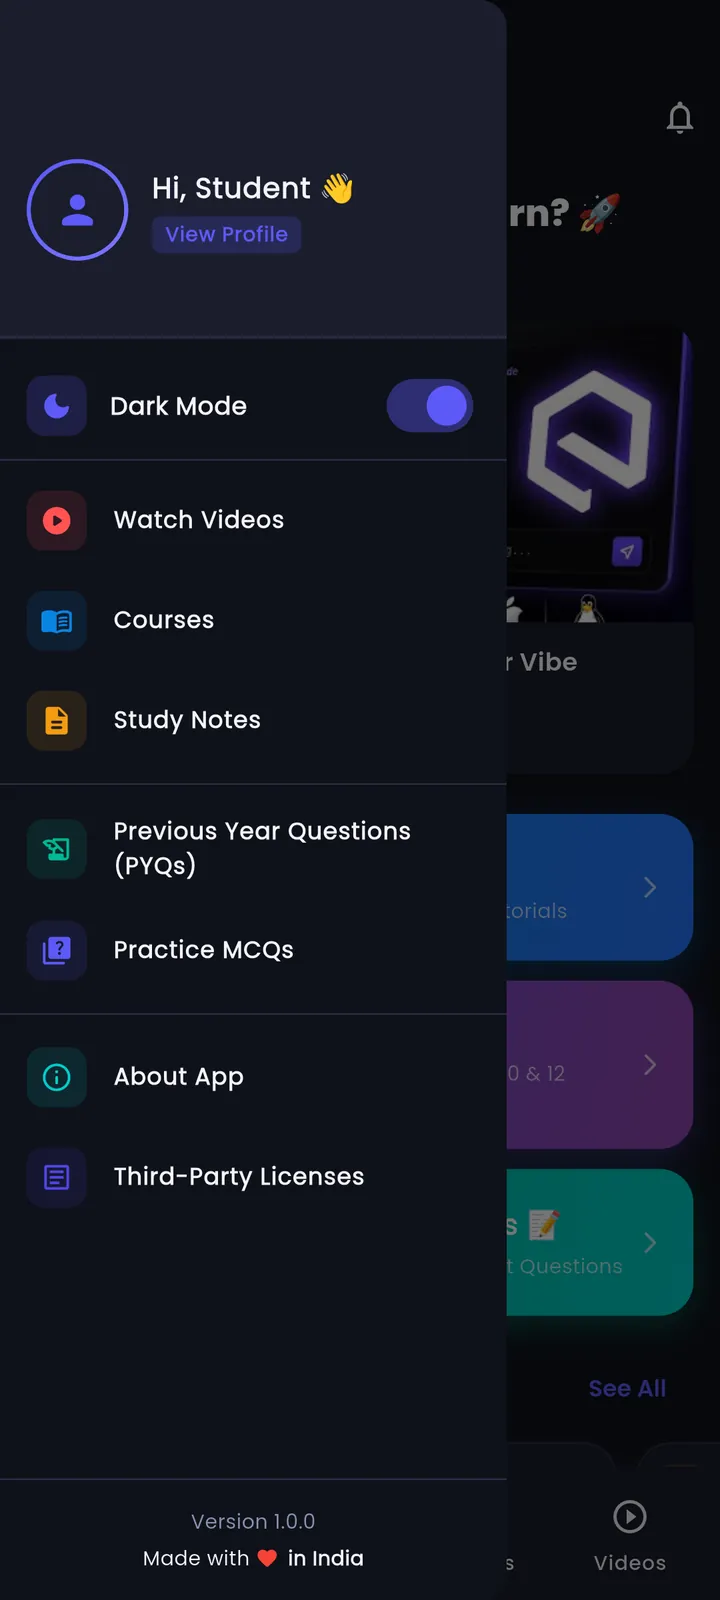 Hi, Student 👋
View Profile
Dark Mode
Watch Videos
Courses
Study Notes
Previous Year Questions
(PYQs)
Practice MCQs
About App
Third-Party Licenses
Version 1.0.0
Made with ❤️ in India
rn? 🚀
de
g...
r Vibe
torials
0 & 12
s 📝
t Questions
See All
s
Videos